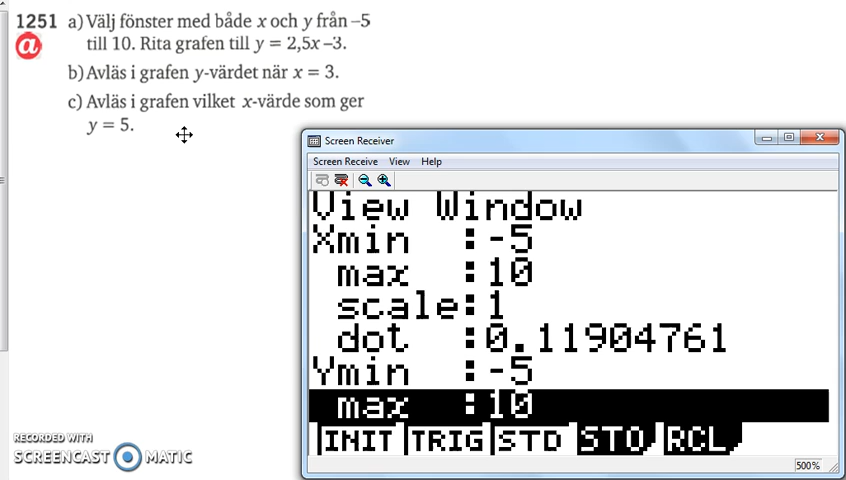 1251 a) Välj fönster med både x och y från –5
till 10. Rita grafen till y = 2,5x –3.
b) Avläs i grafen y-värdet när x = 3.
c) Avläs i grafen vilket x-värde som ger
y = 5.
a
Screen Receiver
Screen Receive View Help
View Window
Xmin :-5
max :10
scale:1
dot :0.11904761
Ymin :-5
max :10
INIT TRIG STD STO RCL
500%
RECORDED WITH
SCREENCAST MATIC